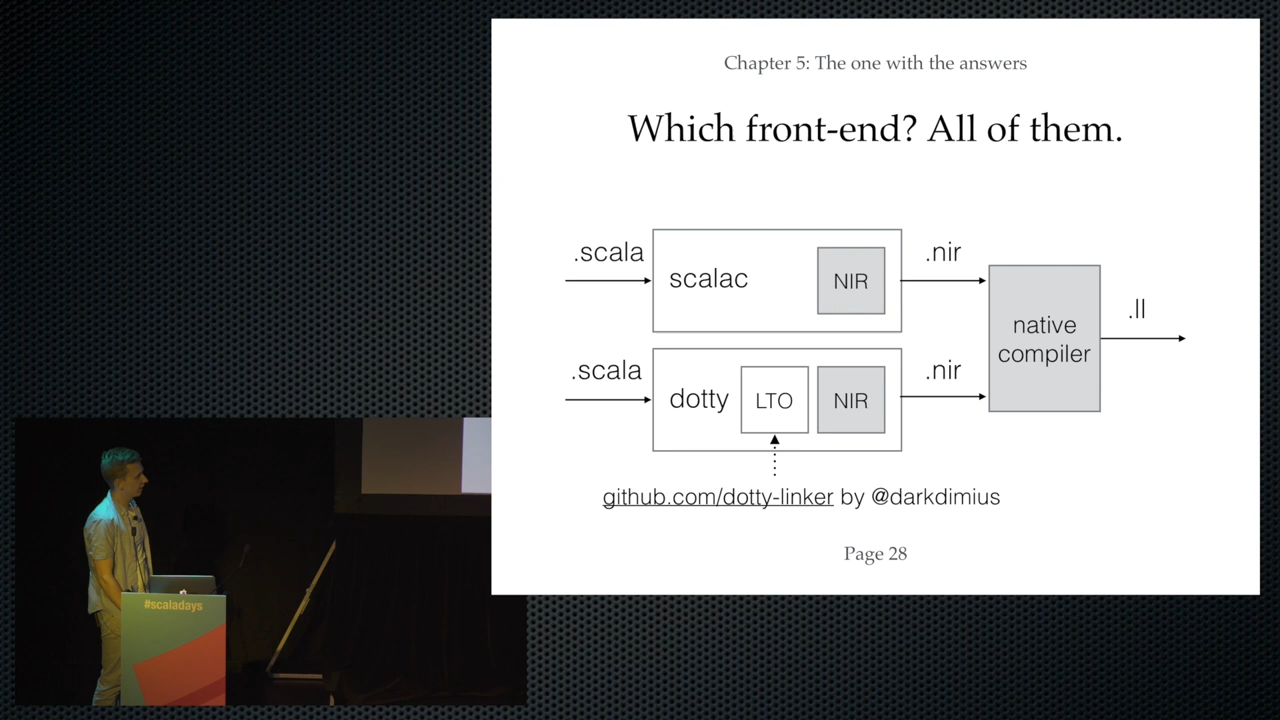 Chapter 5: The one with the answers
Which front-end? All of them.
.scala
scalac
NIR
.nir
native
compiler
.ll
.scala
dotty
LTO
NIR
.nir
github.com/dotty-linker by @darkdimius
Page 28
#scaladays